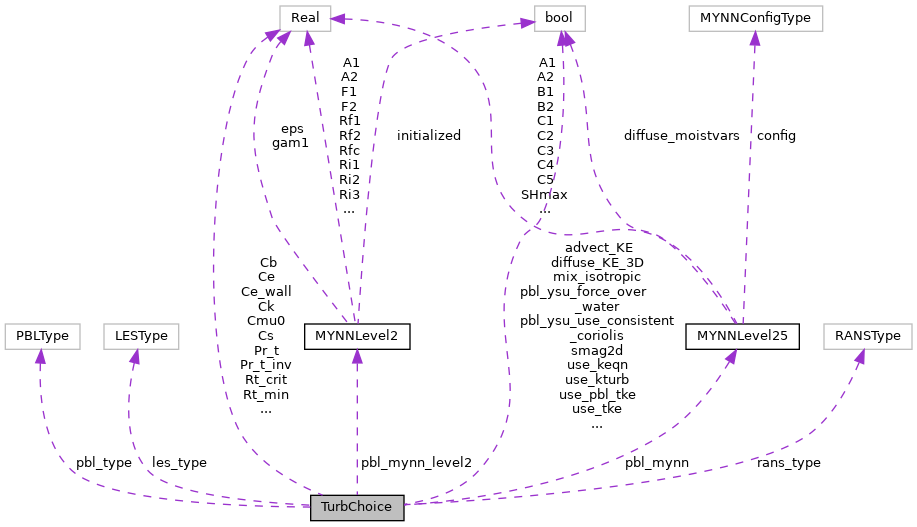 Real
bool
MYNNConfigType
A1
A2
F1
F2
Rf1
Rf2
Rfc
Ri1
Ri2
Ri3
...
A1
A2
B1
B2
C1
C2
C3
C4
C5
SHmax
...
eps
gam1
initialized
diffuse_moistvars
config
Cb
Ce
Ce_wall
Ck
Cmu0
Cs
Pr_t
Pr_t_inv
Rt_crit
Rt_min
...
advect_KE
diffuse_KE_3D
mix_isotropic
pbl_ysu_force_over
_water
pbl_ysu_use_consistent
_coriolis
smag2d
use_keqn
use_kturb
use_pbl_tke
use_tke
...
PBLType
LESType
MYNNLevel2
MYNNLevel25
RANSType
pbl_type
les_type
pbl_mynn_level2
pbl_mynn
rans_type
TurbChoice